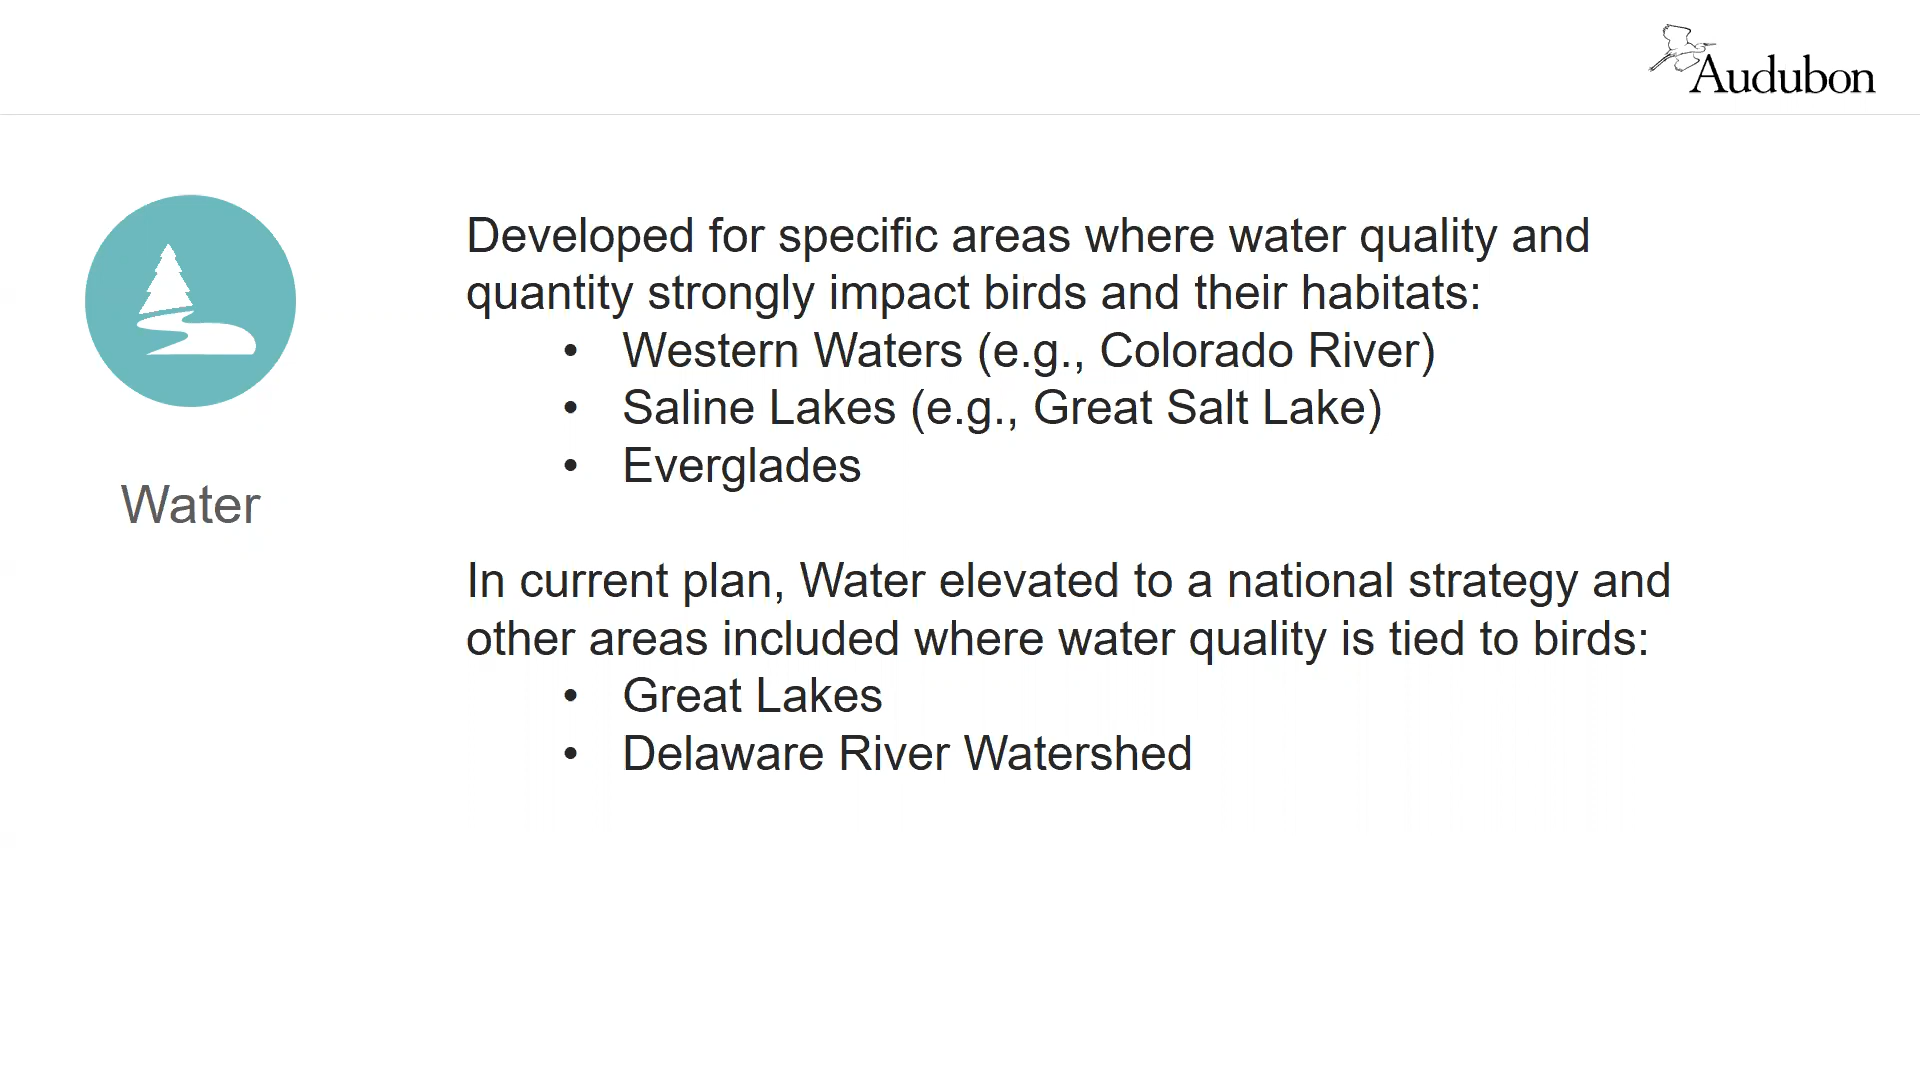 Audubon
Developed for specific areas where water quality and
quantity strongly impact birds and their habitats:
• Western Waters (e.g., Colorado River)
• Saline Lakes (e.g., Great Salt Lake)
• Everglades
Water
In current plan, Water elevated to a national strategy and
other areas included where water quality is tied to birds:
• Great Lakes
• Delaware River Watershed